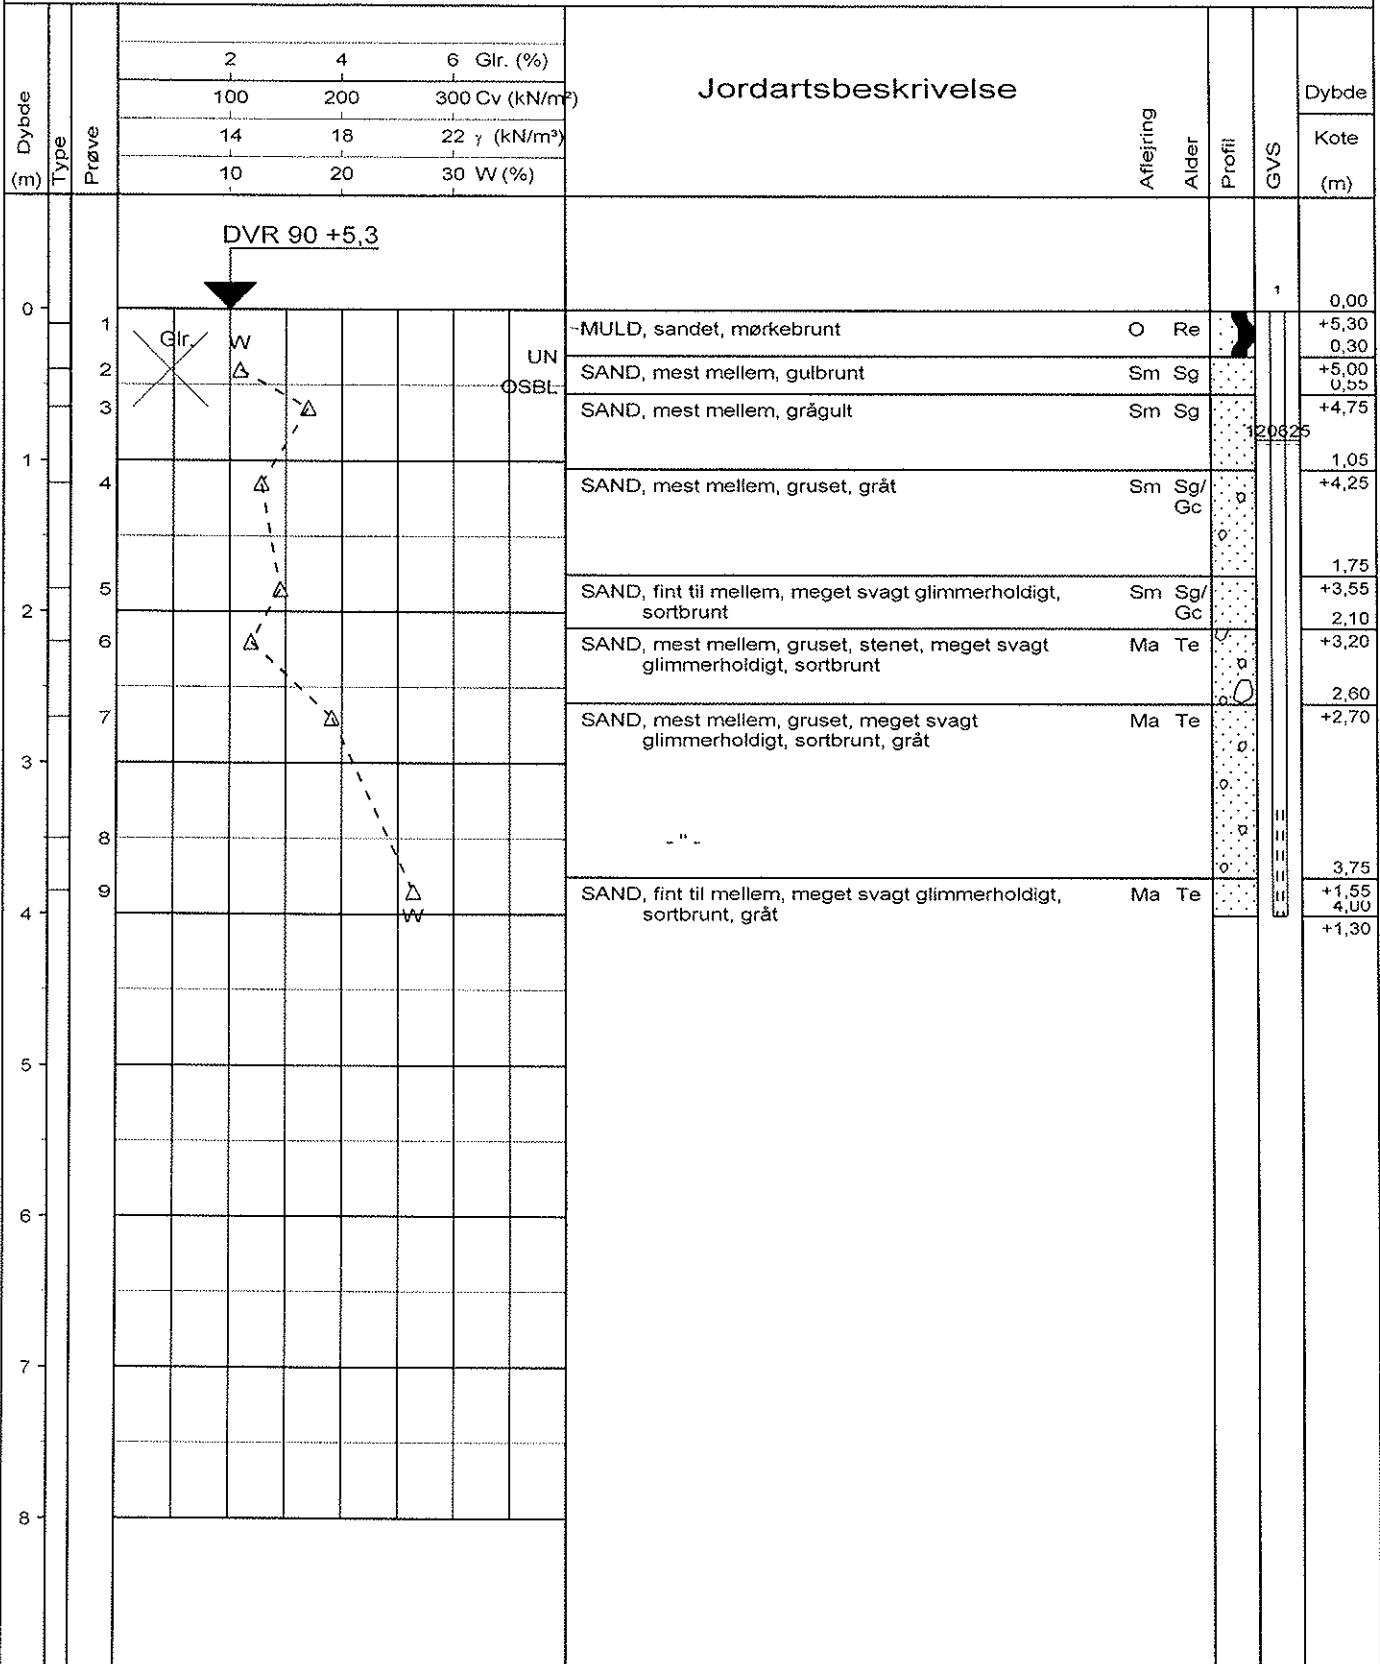 2 4 6 Glr. (%)
100 200 300 Cv (kN/m²)
14 18 22 γ (kN/m³)
10 20 30 W (%)
Dybde
(m)
Type
Prøve
Jordartsbeskrivelse
Aflejring
Alder
Profil
GVS
Dybde
Kote
(m)
DVR 90 +5,3
1
0 0,00
1 Glr. W -MULD, sandet, mørkebrunt O Re +5,30
UN 0,30
2 SAND, mest mellem, gulbrunt Sm Sg +5,00
OSBL 0,55
3 SAND, mest mellem, grågult Sm Sg +4,75
120625
1 1,05
4 SAND, mest mellem, gruset, gråt Sm Sg/ +4,25
Gc
1,75
5 SAND, fint til mellem, meget svagt glimmerholdigt, Sm Sg/ +3,55
2 sortbrunt Gc 2,10
6 SAND, mest mellem, gruset, stenet, meget svagt Ma Te +3,20
glimmerholdigt, sortbrunt
2,60
7 SAND, mest mellem, gruset, meget svagt Ma Te +2,70
glimmerholdigt, sortbrunt, gråt
3
8 - " -
3,75
9 SAND, fint til mellem, meget svagt glimmerholdigt, Ma Te +1,55
4 W sortbrunt, gråt 4,00
+1,30
5
6
7
8